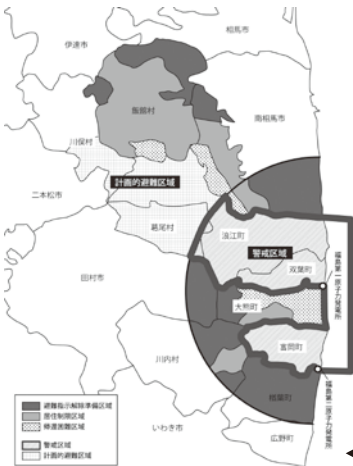 相馬市
伊達市
飯館村
南相馬市
川俣村
計画的避難区域
二本松市
葛尾村
浪江町
警戒区域
双葉町
福島第一原子力発電所
田村市
大熊町
富岡町
川内村
楢葉町
福島第二原子力発電所
いわき市
広野町
避難指示解除準備区域
居住制限区域
帰還困難区域
警戒区域
計画的避難区域